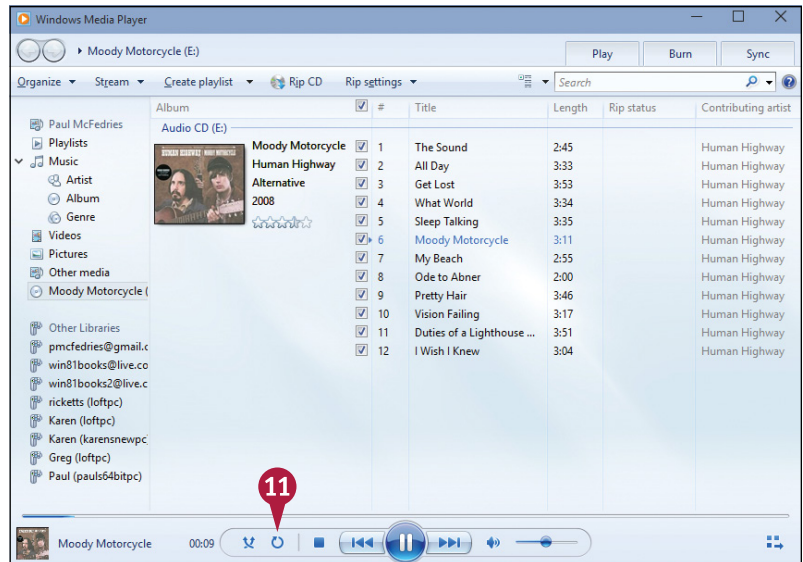 Windows Media Player
Moody Motorcycle (E:)
Play Burn Sync
Organize Stream Create playlist Rip CD Rip settings Search
Album # Title Length Rip status Contributing artist
Audio CD (E:)
Paul McFedries
Playlists
Music
Artist
Album
Genre
Videos
Pictures
Other media
Moody Motorcycle (
Other Libraries
pmcfedries@gmail.c
win81books@live.co
win81books2@live.c
ricketts (loftpc)
Karen (loftpc)
Karen (karensnewpc
Greg (loftpc)
Paul (pauls64bitpc)
Moody Motorcycle
Human Highway
Alternative
2008
1 The Sound 2:45 Human Highway
2 All Day 3:33 Human Highway
3 Get Lost 3:53 Human Highway
4 What World 3:34 Human Highway
5 Sleep Talking 3:35 Human Highway
6 Moody Motorcycle 3:11 Human Highway
7 My Beach 2:55 Human Highway
8 Ode to Abner 2:00 Human Highway
9 Pretty Hair 3:46 Human Highway
10 Vision Failing 3:17 Human Highway
11 Duties of a Lighthouse ... 3:51 Human Highway
12 I Wish I Knew 3:04 Human Highway
11
Moody Motorcycle 00:09